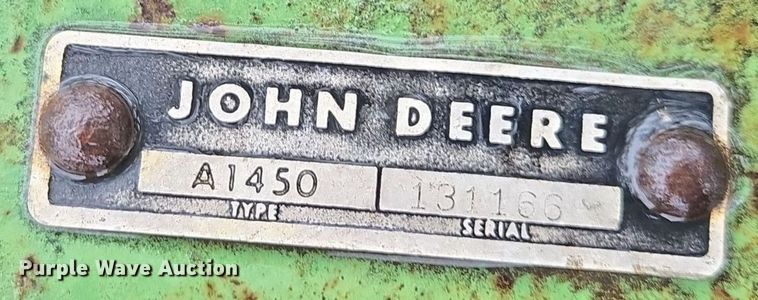 JOHN DEERE
A1450 131166
TYPE SERIAL
Purple Wave Auction